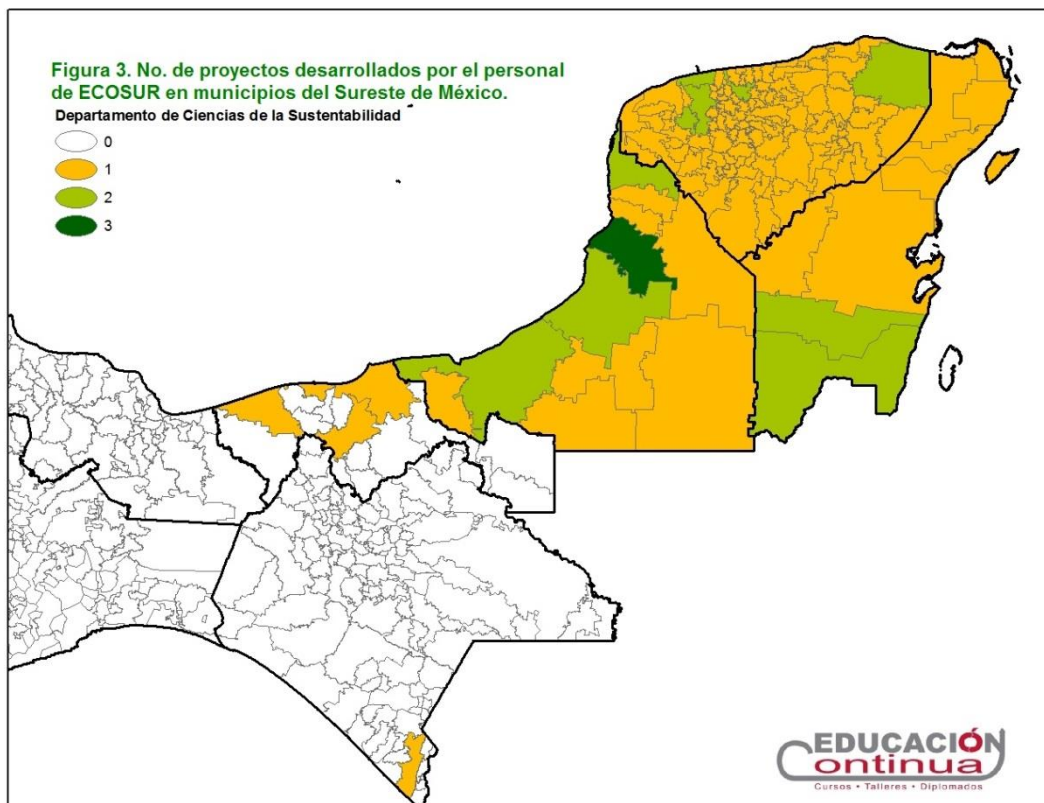 Figura 3. No. de proyectos desarrollados por el personal
de ECOSUR en municipios del Sureste de México.
Departamento de Ciencias de la Sustentabilidad
0
1
2
3
EDUCACIÓN
Continua
Cursos • Talleres • Diplomados